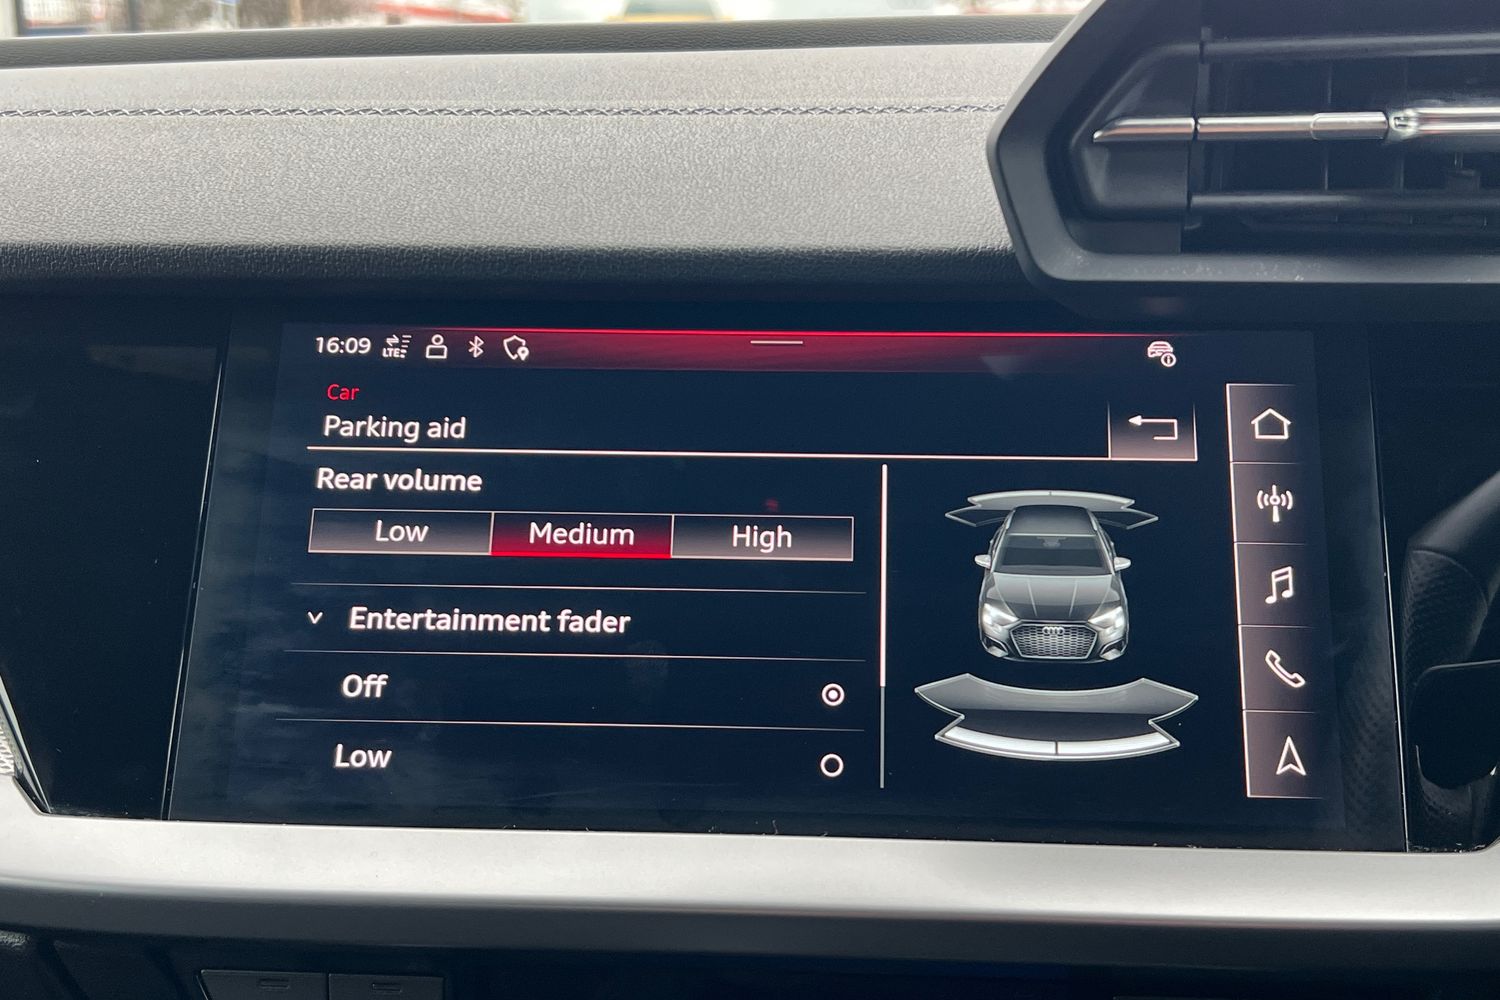 16:09 LTE
Car
Parking aid
Rear volume
Low Medium High
Entertainment fader
Off
Low